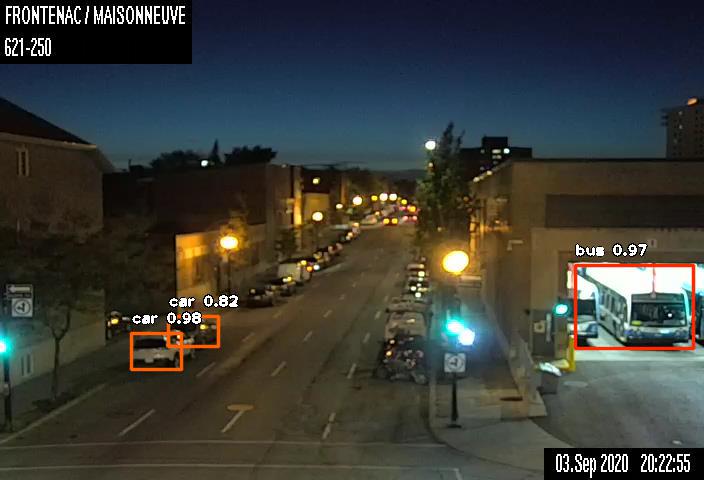 FRONTENAC / MAISONNEUVE
621-250
bus 0.97
car 0.82
car 0.98
03.Sep 2020 20:22:55